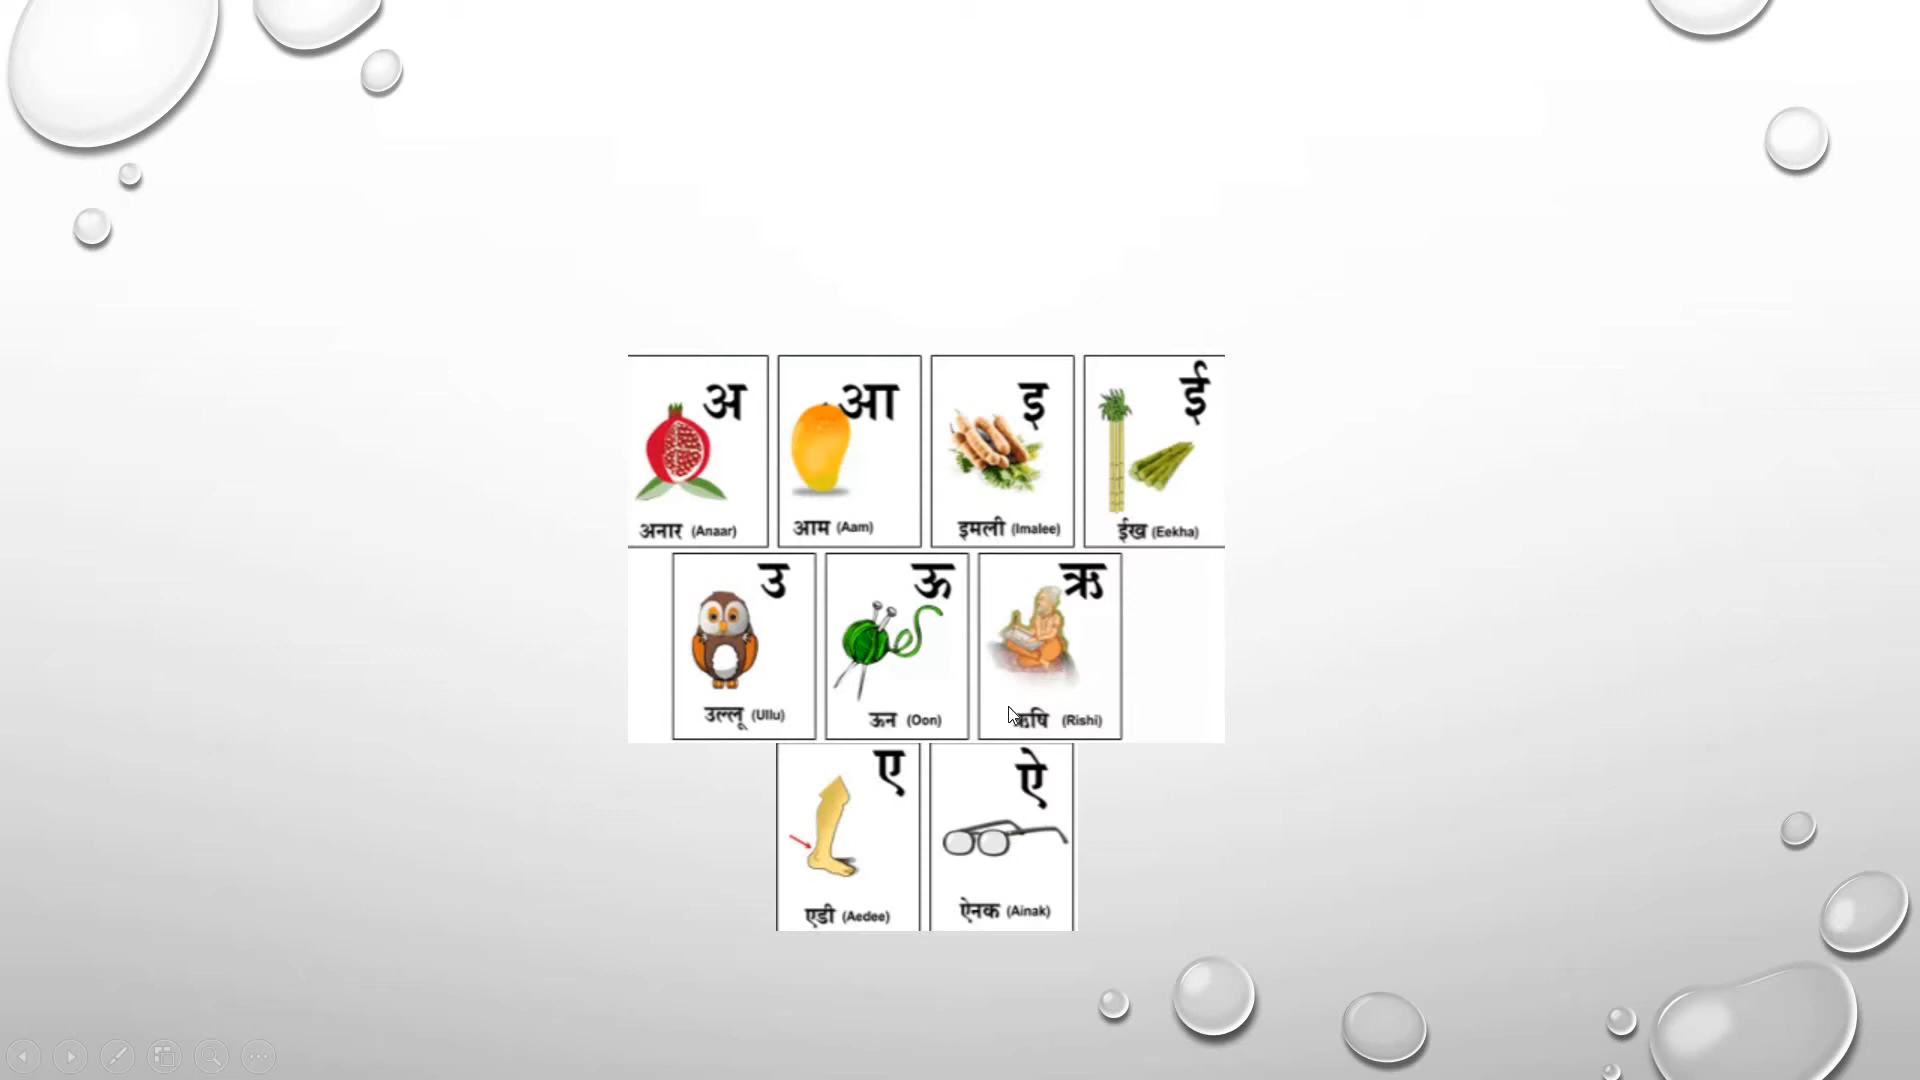 अ
अनार (Anaar)
आ
आम (Aam)
इ
इमली (Imalee)
ई
ईख (Eekha)
उ
उल्लू (Ullu)
ऊ
ऊन (Oon)
ऋ
ऋषि (Rishi)
ए
एडी (Aedee)
ऐ
ऐनक (Ainak)